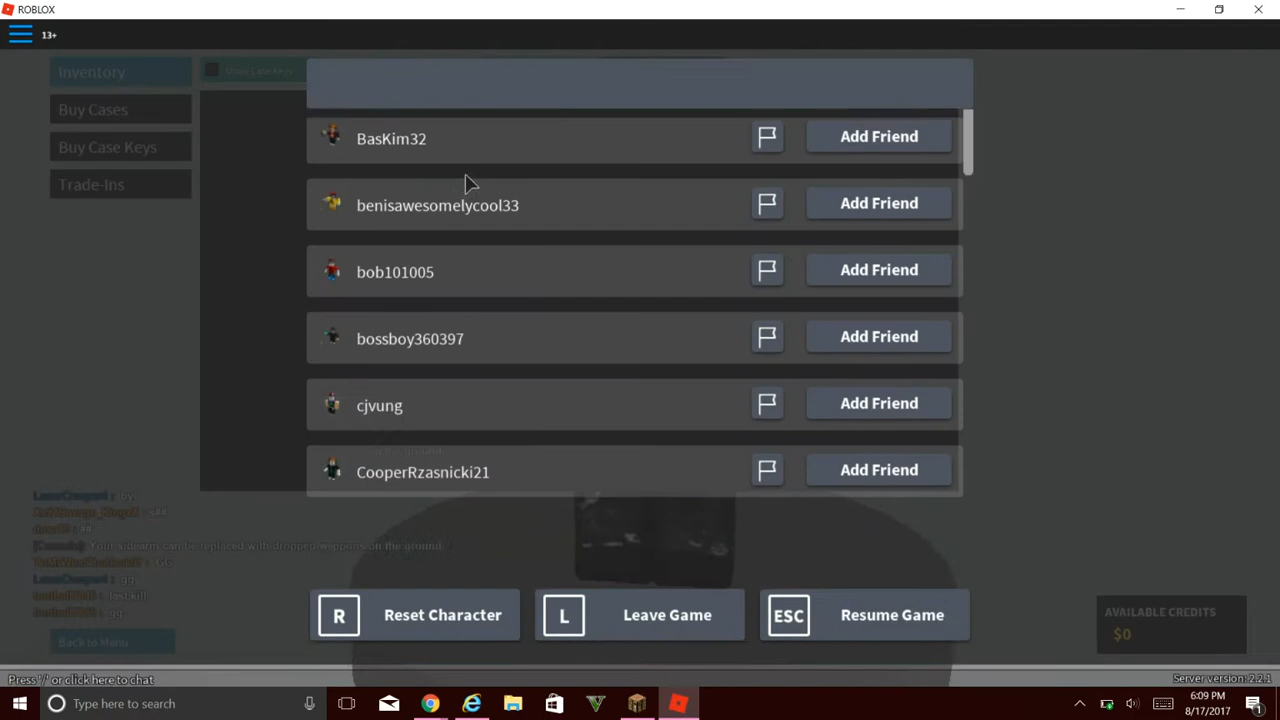 ROBLOX
13+
Inventory
Buy Cases
Buy Case Keys
Trade-Ins
BasKim32
Add Friend
benisawesomelycool33
Add Friend
bob101005
Add Friend
bossboy360397
Add Friend
cjvung
Add Friend
CooperRzasnicki21
Add Friend
[Console]: Your sidearm can be replaced with dropped weapons on the ground.
Back to Menu
R Reset Character
L Leave Game
ESC Resume Game
AVAILABLE CREDITS
$0
Press '/' or click here to chat
Server version: 2.2.1
Type here to search
6:09 PM
8/17/2017